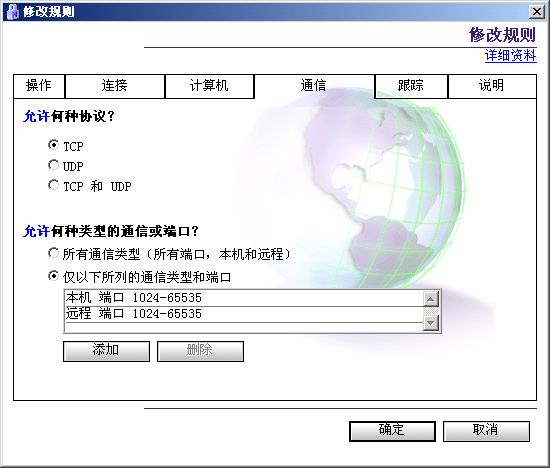 修改规则
修改规则
详细资料
操作 连接 计算机 通信 跟踪 说明
允许何种协议？
TCP
UDP
TCP 和 UDP
允许何种类型的通信或端口？
所有通信类型（所有端口，本机和远程）
仅以下所列的通信类型和端口
本机 端口 1024-65535
远程 端口 1024-65535
添加 删除
确定 取消